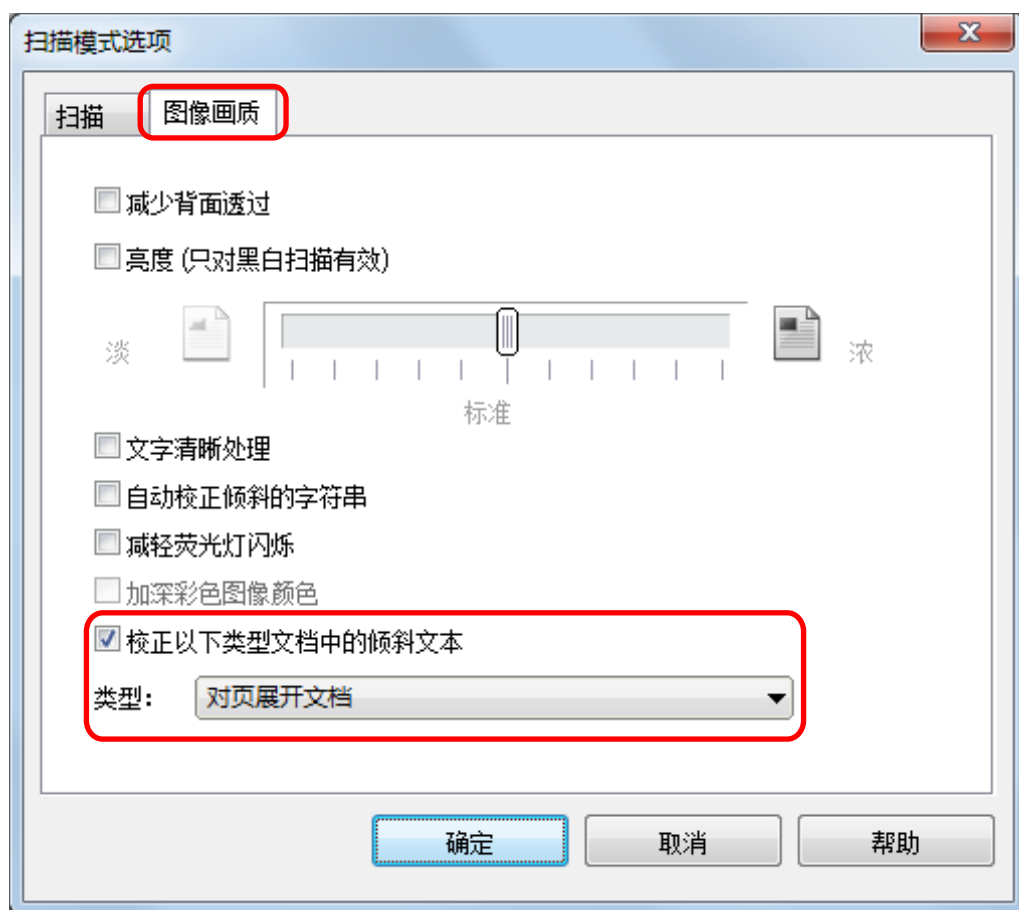 扫描模式选项
扫描 图像画质
减少背面透过
亮度 (只对黑白扫描有效)
淡 浓
标准
文字清晰处理
自动校正倾斜的字符串
减轻荧光灯闪烁
加深彩色图像颜色
校正以下类型文档中的倾斜文本
类型： 对页展开文档
确定 取消 帮助